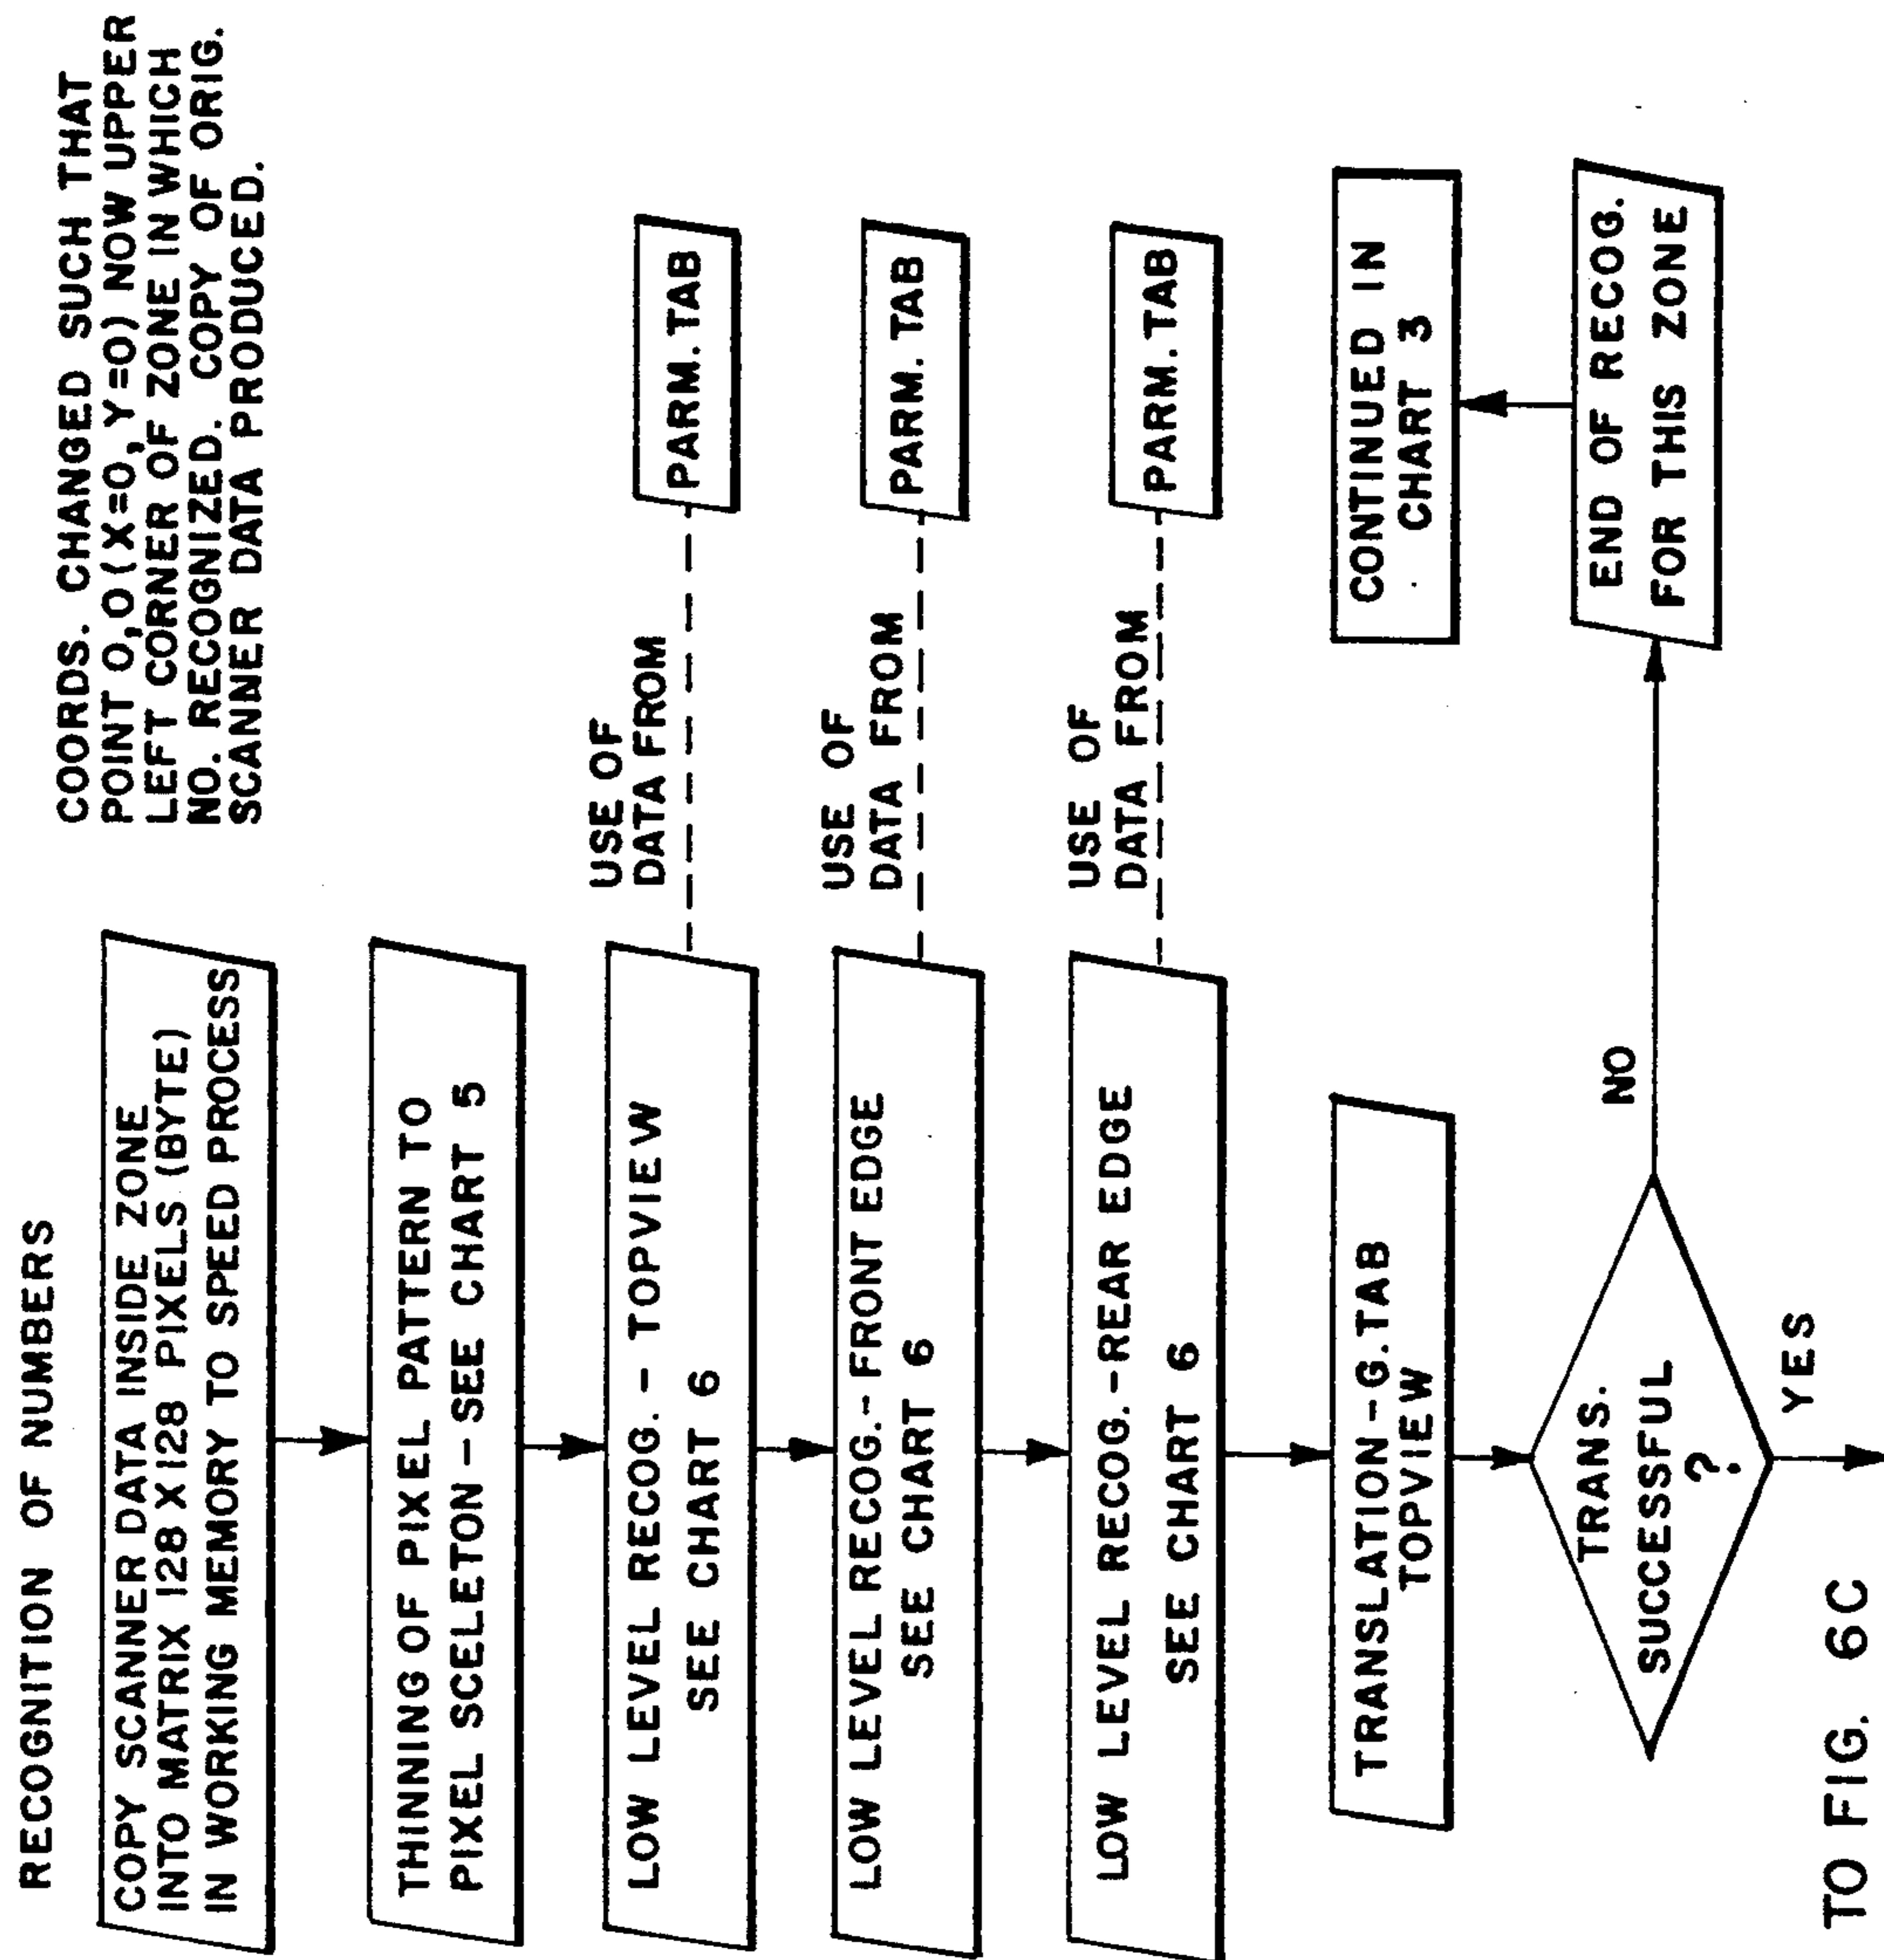 RECOGNITION OF NUMBERS
COPY SCANNER DATA INSIDE ZONE
INTO MATRIX 128 X 128 PIXELS (BYTE)
IN WORKING MEMORY TO SPEED PROCESS
COORDS. CHANGED SUCH THAT
POINT 0,0 (X=0, Y=0) NOW UPPER
LEFT CORNER OF ZONE IN WHICH
NO. RECOGNIZED. COPY OF ORIG.
SCANNER DATA PRODUCED.
THINNING OF PIXEL PATTERN TO
PIXEL SCELETON-SEE CHART 5
LOW LEVEL RECOG.- TOPVIEW
SEE CHART 6
USE OF
DATA FROM
PARM.TAB
LOW LEVEL RECOG.-FRONT EDGE
SEE CHART 6
USE OF
DATA FROM
PARM.TAB
LOW LEVEL RECOG.-REAR EDGE
SEE CHART 6
USE OF
DATA FROM
PARM.TAB
TRANSLATION-G.TAB
TOPVIEW
CONTINUED IN
CHART 3
TRANS.
SUCCESSFUL
?
NO
END OF RECOG.
FOR THIS ZONE
YES
TO FIG. 6C